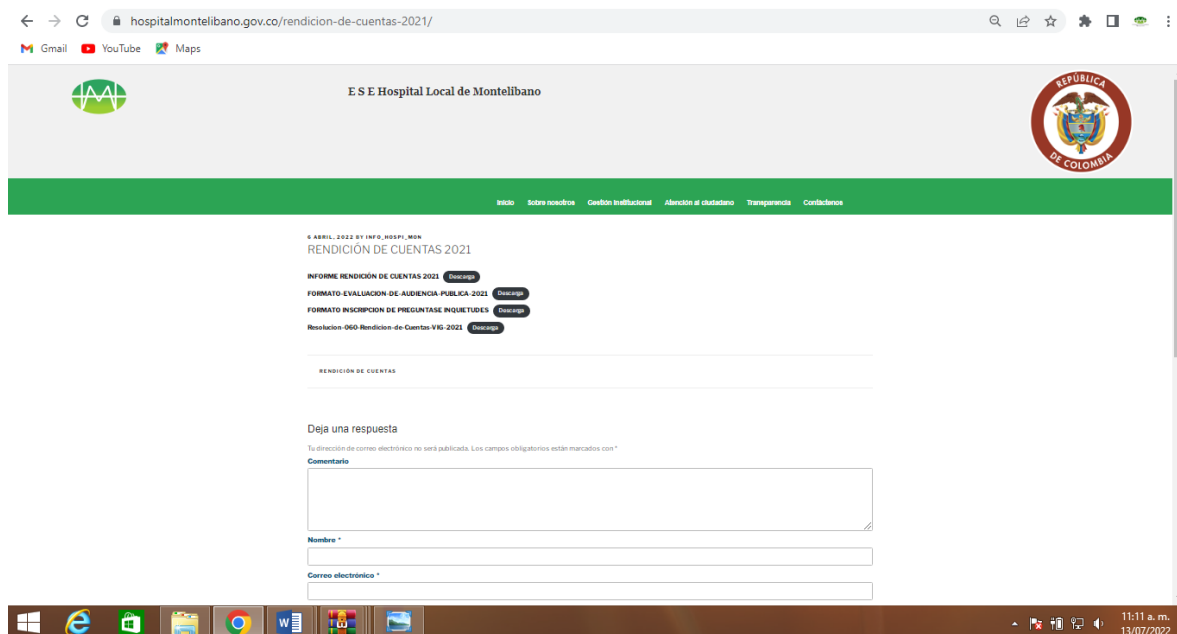 hospitalmontelibano.gov.co/rendicion-de-cuentas-2021/
Gmail YouTube Maps
E S E Hospital Local de Montelibano
REPÚBLICA DE COLOMBIA
Inicio Sobre nosotros Gestión Institucional Atención al ciudadano Transparencia Contáctenos
6 ABRIL, 2022 BY INFO_HOSPI_MON
RENDICIÓN DE CUENTAS 2021
INFORME RENDICIÓN DE CUENTAS 2021 Descarga
FORMATO-EVALUACION-DE-AUDIENCIA-PUBLICA-2021 Descarga
FORMATO INSCRIPCION DE PREGUNTASE INQUIETUDES Descarga
Resolucion-060-Rendicion-de-Cuentas-VIG-2021 Descarga
RENDICIÓN DE CUENTAS
Deja una respuesta
Tu dirección de correo electrónico no será publicada. Los campos obligatorios están marcados con *
Comentario
Nombre *
Correo electrónico *
11:11 a. m.
13/07/2022